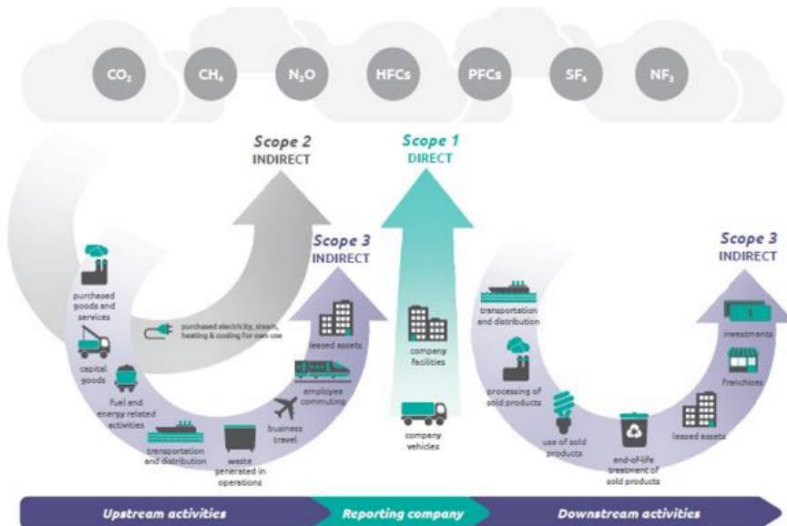 CO₂
CH₄
N₂O
HFCs
PFCs
SF₆
NF₃
Scope 2
INDIRECT
Scope 1
DIRECT
Scope 3
INDIRECT
Scope 3
INDIRECT
purchased
goods and
services
purchased electricity, steam,
heating & cooling for own use
capital
goods
fuel and
energy related
activities
transportation
and distribution
waste
generated in
operations
business
travel
employee
commuting
leased assets
company
facilities
company
vehicles
transportation
and distribution
processing of
sold products
use of sold
products
end-of-life
treatment of
sold products
leased assets
franchises
$
investments
Upstream activities
Reporting company
Downstream activities